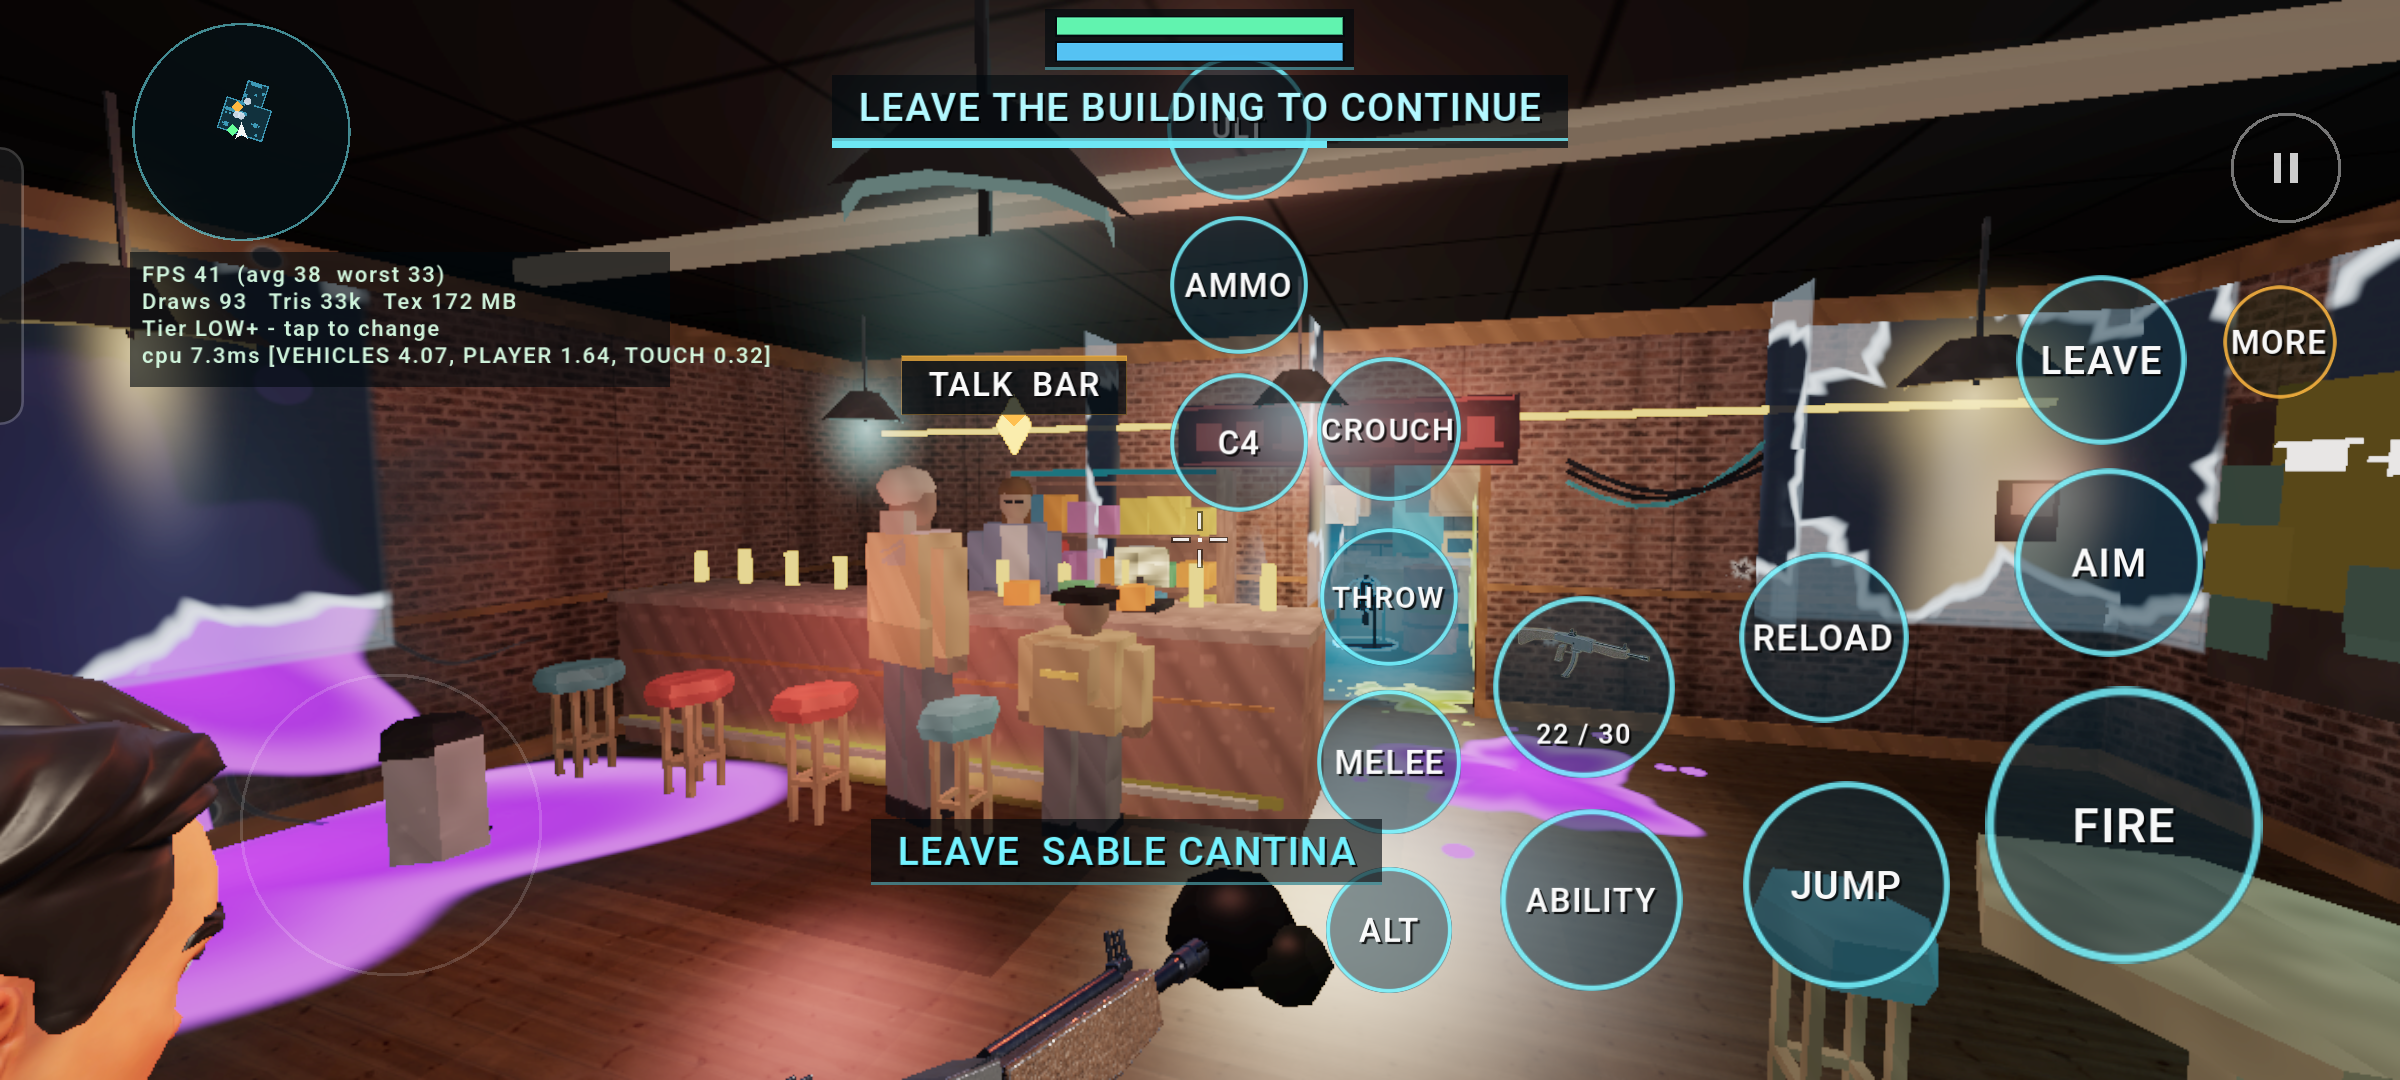 LEAVE THE BUILDING TO CONTINUE
ULT
AMMO
FPS 41 (avg 38 worst 33)
Draws 93 Tris 33k Tex 172 MB
Tier LOW+ - tap to change
cpu 7.3ms [VEHICLES 4.07, PLAYER 1.64, TOUCH 0.32]
LEAVE
MORE
TALK BAR
C4
CROUCH
AIM
THROW
RELOAD
22 / 30
MELEE
FIRE
LEAVE SABLE CANTINA
JUMP
ABILITY
ALT